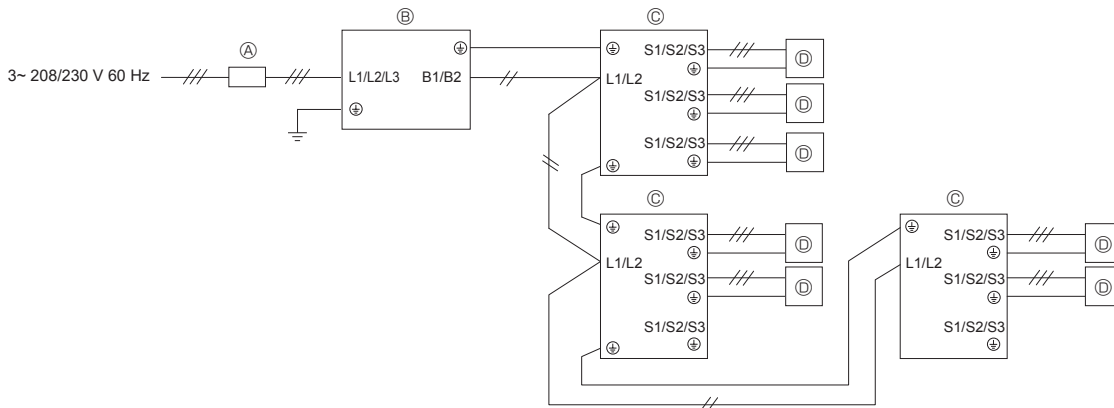 3~ 208/230 V 60 Hz
Ⓐ
Ⓑ
L1/L2/L3
B1/B2
Ⓒ
L1/L2
S1/S2/S3
Ⓓ
S1/S2/S3
Ⓓ
S1/S2/S3
Ⓓ
Ⓒ
L1/L2
S1/S2/S3
Ⓓ
S1/S2/S3
Ⓓ
S1/S2/S3
Ⓒ
L1/L2
S1/S2/S3
Ⓓ
S1/S2/S3
Ⓓ
S1/S2/S3